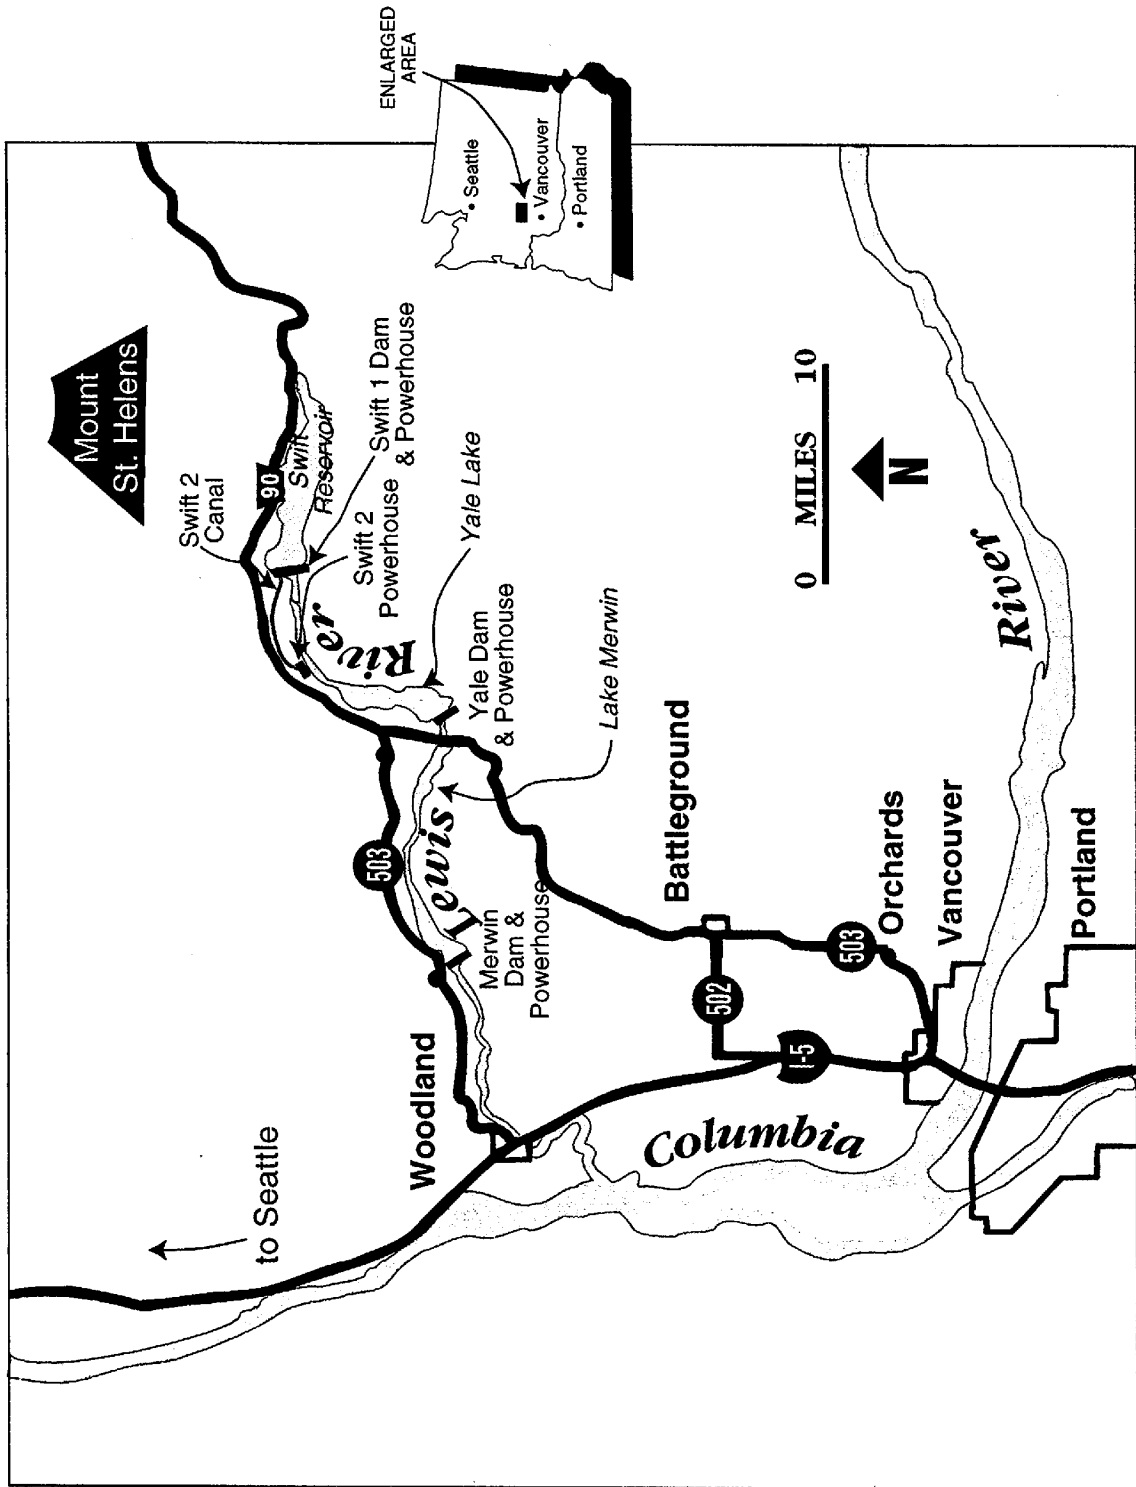 Mount
St. Helens
ENLARGED
AREA
Seattle
Vancouver
Portland
Swift 2
Canal
90
Swift
Reservoir
Swift 1 Dam
& Powerhouse
Swift 2
Powerhouse
Yale Lake
Yale Dam
& Powerhouse
Lake Merwin
Lewis River
Merwin
Dam &
Powerhouse
503
to Seattle
Woodland
Battleground
502
503
I-5
Orchards
Vancouver
Portland
Columbia River
0 MILES 10
N